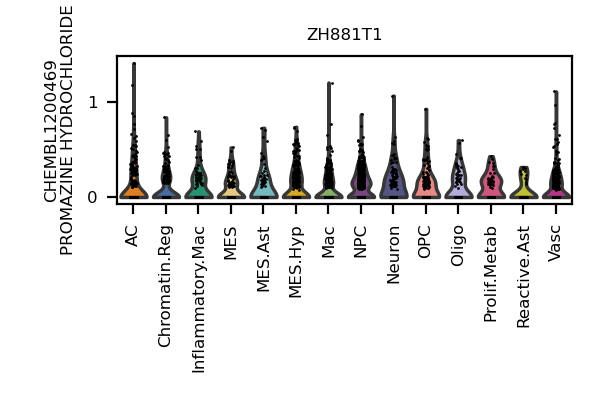 ZH881T1
CHEMBL1200469
PROMAZINE HYDROCHLORIDE
1
0
AC
Chromatin.Reg
Inflammatory.Mac
MES
MES.Ast
MES.Hyp
Mac
NPC
Neuron
OPC
Oligo
Prolif.Metab
Reactive.Ast
Vasc